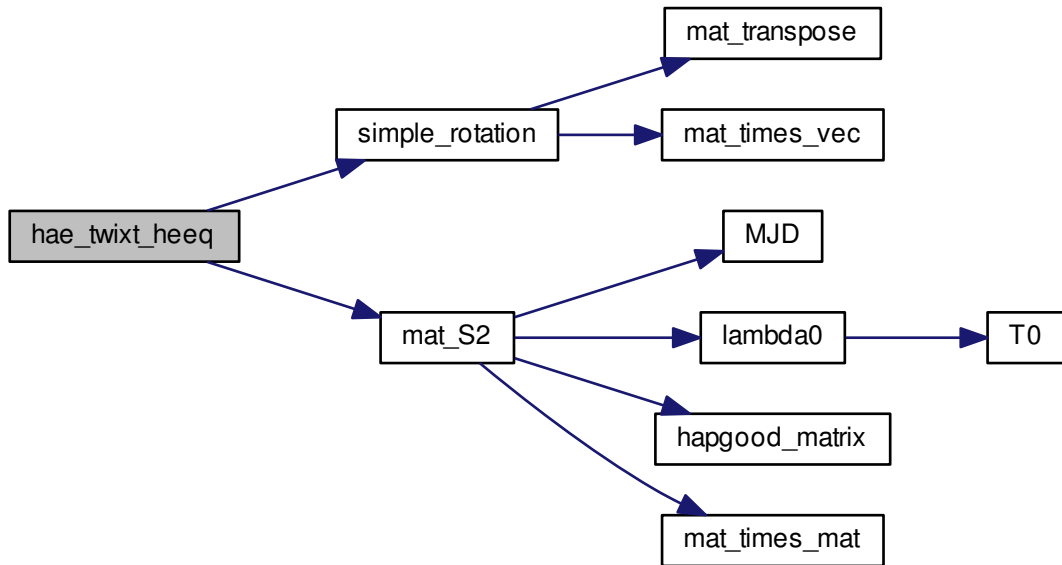 mat_transpose
simple_rotation
mat_times_vec
hae_twixt_heeq
MJD
mat_S2
lambda0
T0
hapgood_matrix
mat_times_mat